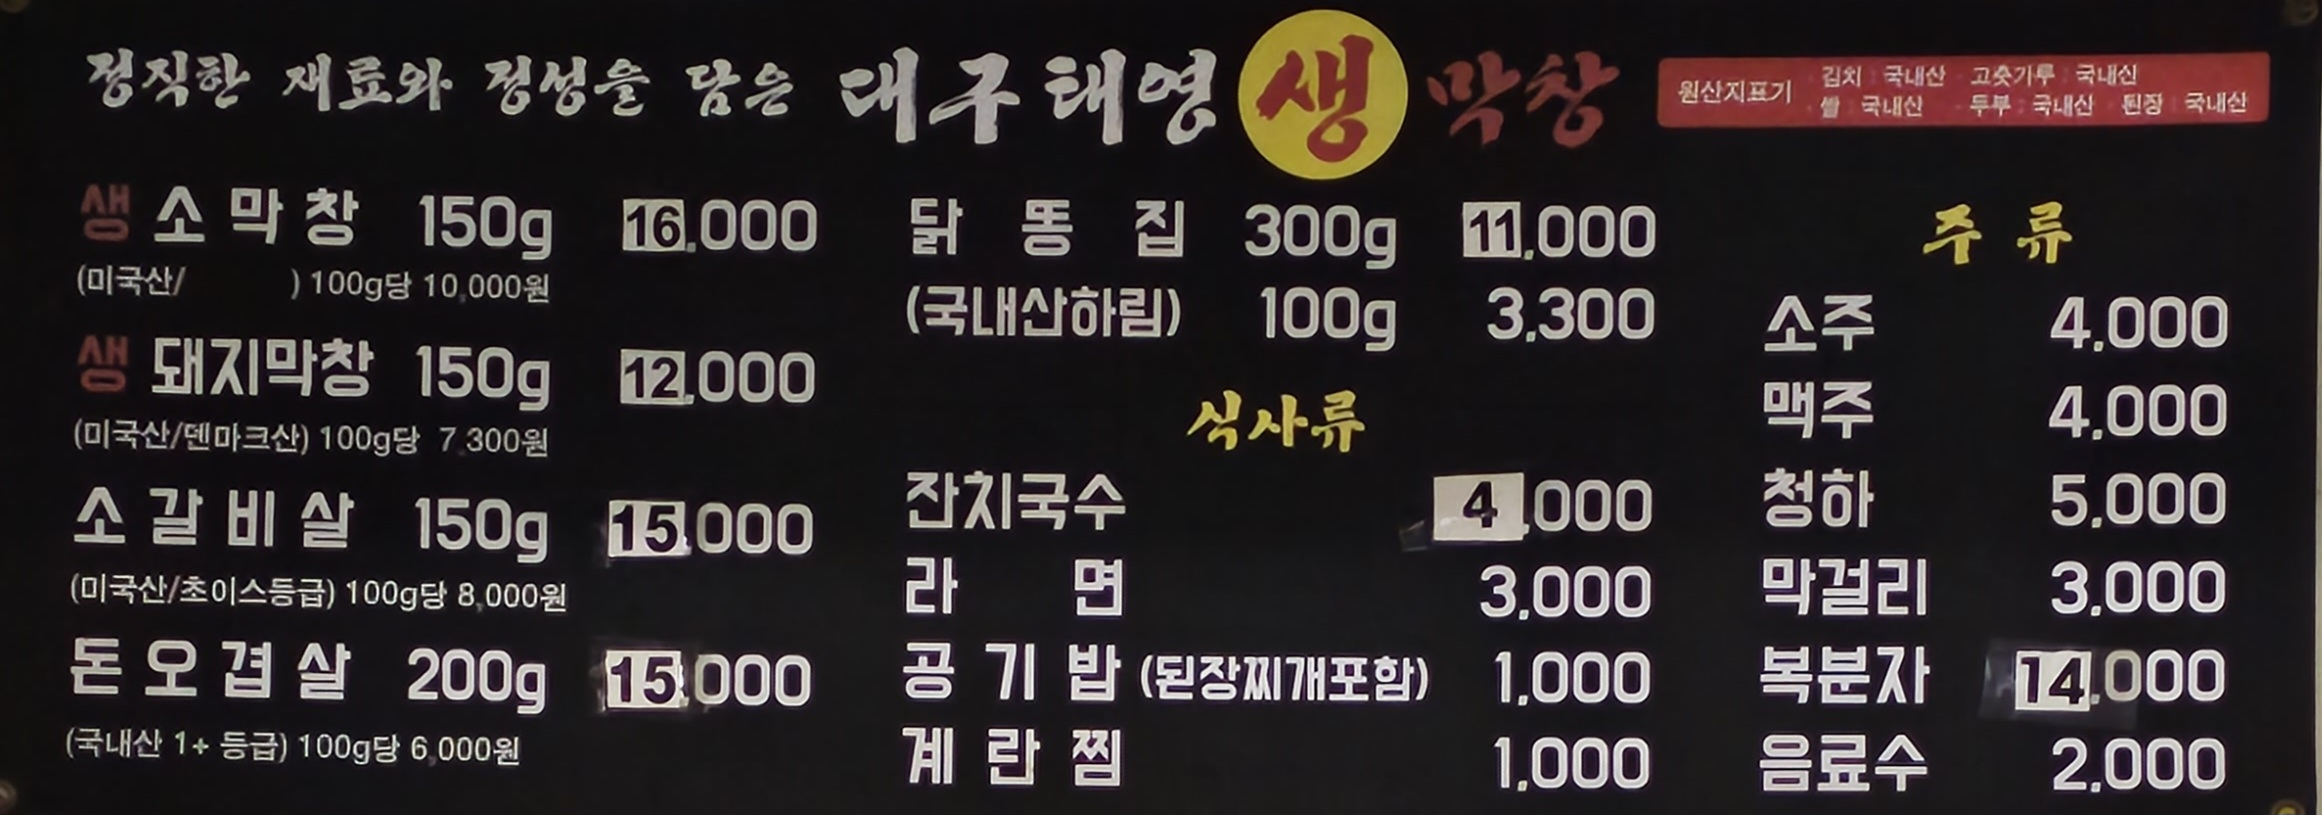 정직한 재료와 정성을 담은 대구태영 생 막창
원산지표기 김치 : 국내산 고춧가루 : 국내산
쌀 : 국내산 두부 : 국내산 된장 : 국내산
생 소막창 150g 16,000
(미국산/ ) 100g당 10,000원
생 돼지막창 150g 12,000
(미국산/덴마크산) 100g당 7,300원
소갈비살 150g 15,000
(미국산/초이스등급) 100g당 8,000원
돈오겹살 200g 15,000
(국내산 1+ 등급) 100g당 6,000원
닭똥집 300g 11,000
(국내산하림) 100g 3,300
식사류
잔치국수 4,000
라면 3,000
공기밥 (된장찌개포함) 1,000
계란찜 1,000
주류
소주 4,000
맥주 4,000
청하 5,000
막걸리 3,000
복분자 14,000
음료수 2,000